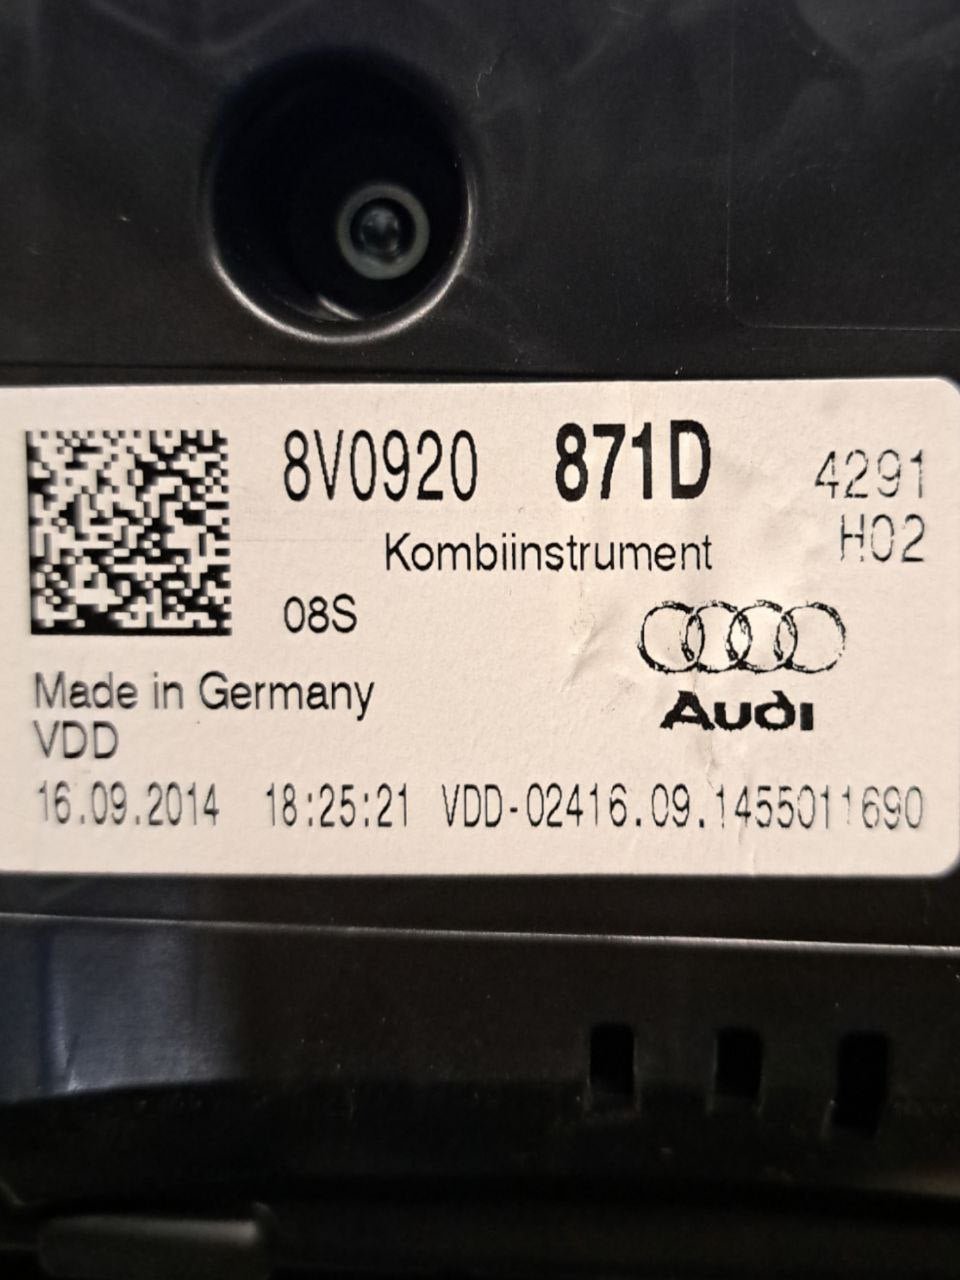 8V0920 871D 4291
Kombiinstrument H02
08S
Made in Germany
VDD
Audi
16.09.2014 18:25:21 VDD-02416.09.1455011690